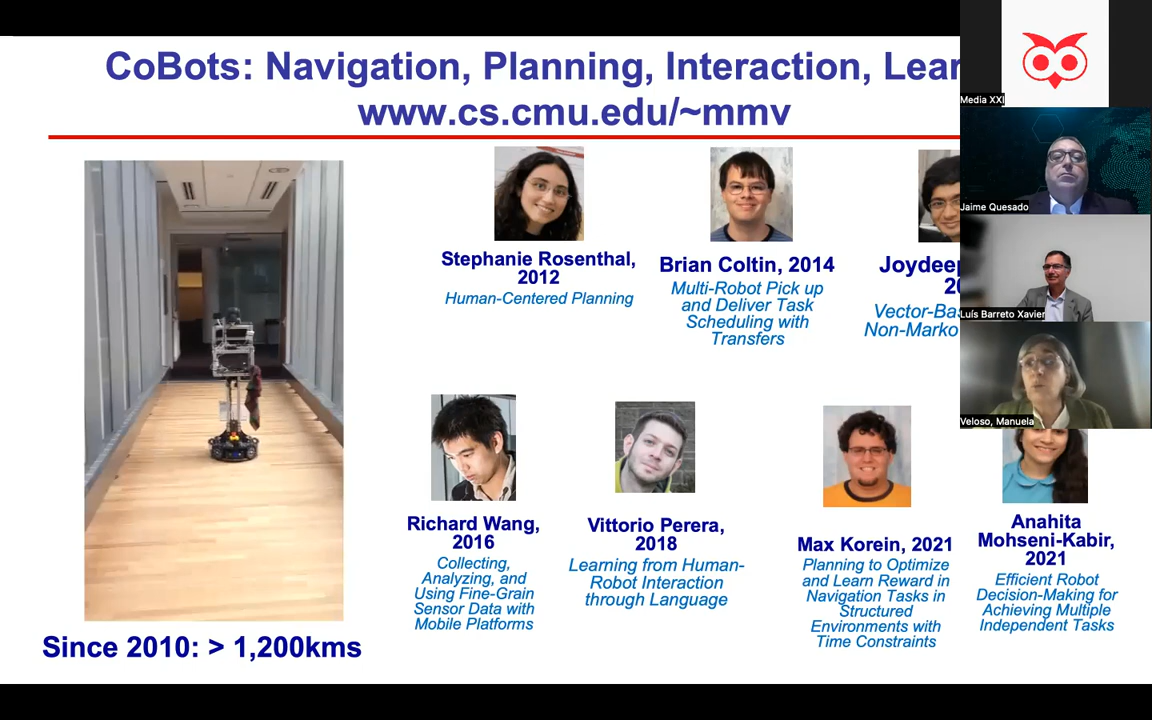 CoBots: Navigation, Planning, Interaction, Lear
www.cs.cmu.edu/~mmv
Media XXI
Jaime Quesado
Luís Barreto Xavier
Veloso, Manuela
Stephanie Rosenthal,
2012
Human-Centered Planning
Brian Coltin, 2014
Multi-Robot Pick up
and Deliver Task
Scheduling with
Transfers
Joydeep
20
Vector-Bas
Non-Marko
Richard Wang,
2016
Collecting,
Analyzing, and
Using Fine-Grain
Sensor Data with
Mobile Platforms
Vittorio Perera,
2018
Learning from Human-
Robot Interaction
through Language
Max Korein, 2021
Planning to Optimize
and Learn Reward in
Navigation Tasks in
Structured
Environments with
Time Constraints
Anahita
Mohseni-Kabir,
2021
Efficient Robot
Decision-Making for
Achieving Multiple
Independent Tasks
Since 2010: > 1,200kms